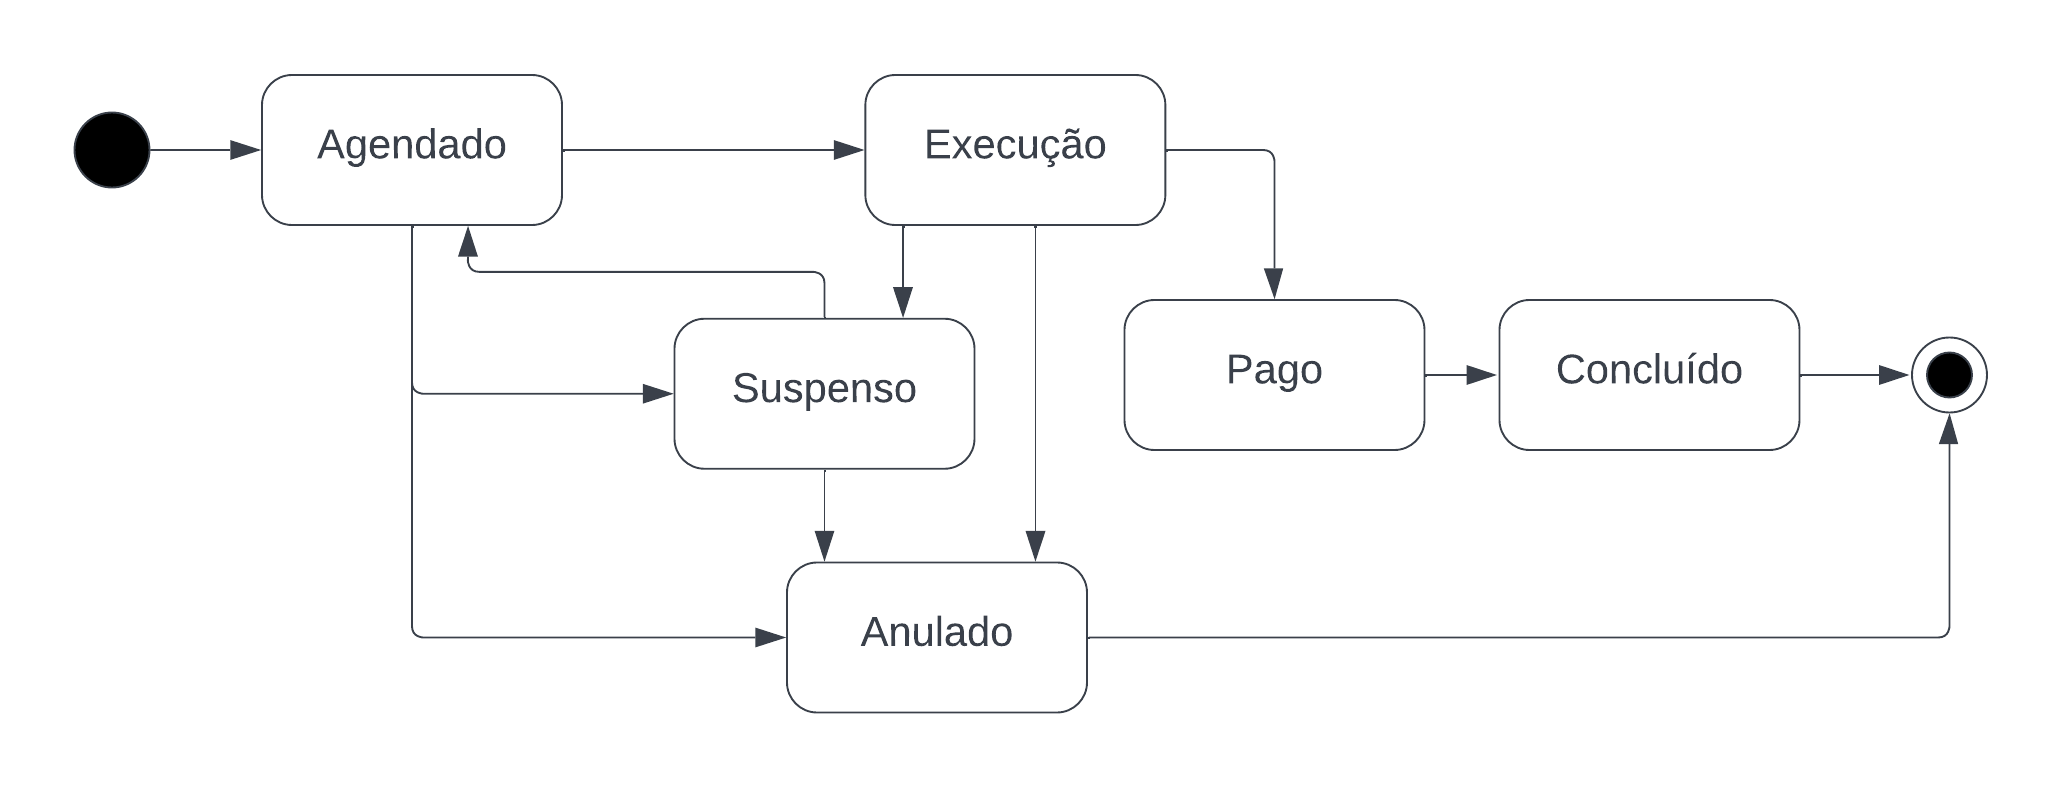 Agendado
Execução
Suspenso
Pago
Concluído
Anulado